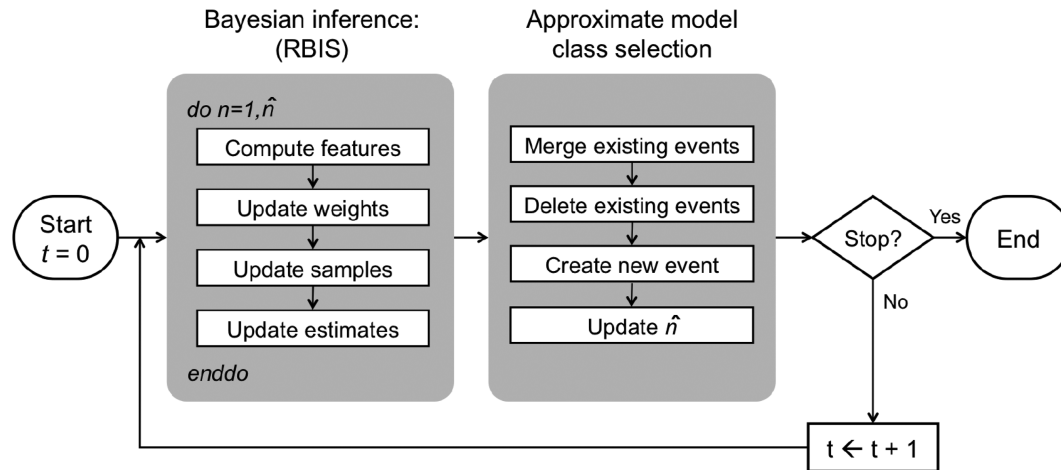 Bayesian inference:
(RBIS)
Approximate model
class selection
Start
t = 0
do n=1,n̂
Compute features
Update weights
Update samples
Update estimates
enddo
Merge existing events
Delete existing events
Create new event
Update n̂
Stop?
Yes
End
No
t ← t + 1